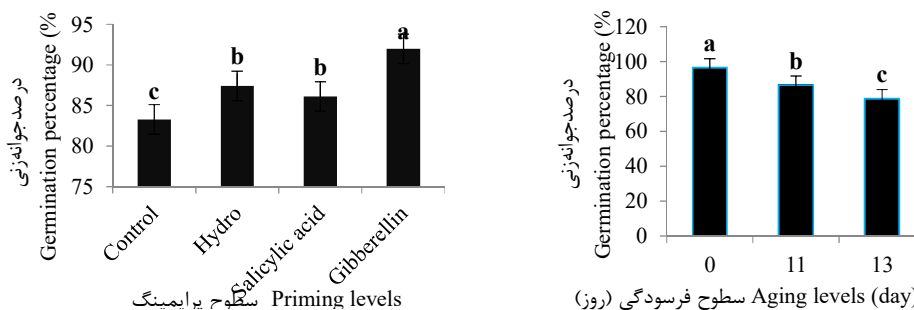 درصدجوانه‌زنی
Germination percentage (%
95
90
85
80
75
c
b
b
a
Control
Hydro
Salicylic acid
Gibberellin
سطوح پرایمینگ Priming levels
درصدجوانه‌زنی
Germination percentage (%
120
100
80
60
40
20
0
a
b
c
0 11 13
سطوح فرسودگی (روز) Aging levels (day)